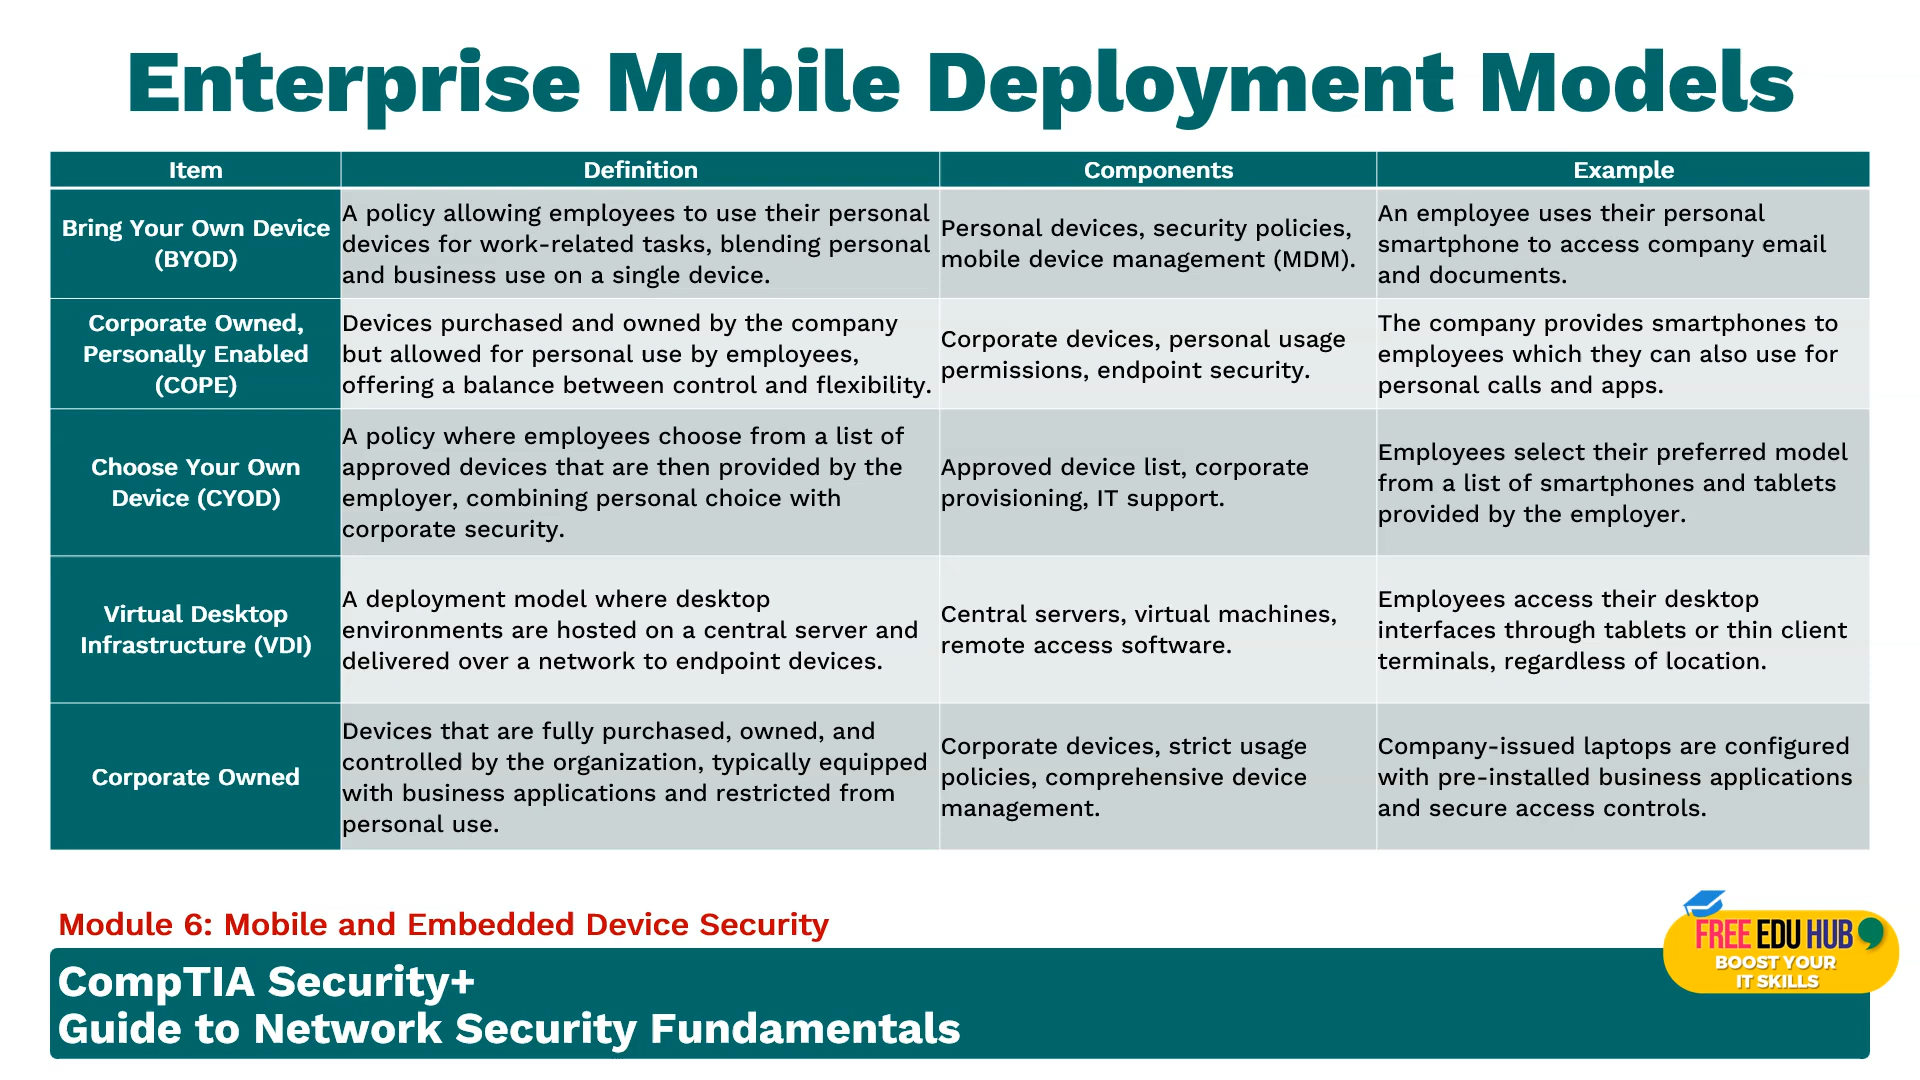 Enterprise Mobile Deployment Models
Item
Definition
Components
Example
Bring Your Own Device
(BYOD)
A policy allowing employees to use their personal
devices for work-related tasks, blending personal
and business use on a single device.
Personal devices, security policies,
mobile device management (MDM).
An employee uses their personal
smartphone to access company email
and documents.
Corporate Owned,
Personally Enabled
(COPE)
Devices purchased and owned by the company
but allowed for personal use by employees,
offering a balance between control and flexibility.
Corporate devices, personal usage
permissions, endpoint security.
The company provides smartphones to
employees which they can also use for
personal calls and apps.
Choose Your Own
Device (CYOD)
A policy where employees choose from a list of
approved devices that are then provided by the
employer, combining personal choice with
corporate security.
Approved device list, corporate
provisioning, IT support.
Employees select their preferred model
from a list of smartphones and tablets
provided by the employer.
Virtual Desktop
Infrastructure (VDI)
A deployment model where desktop
environments are hosted on a central server and
delivered over a network to endpoint devices.
Central servers, virtual machines,
remote access software.
Employees access their desktop
interfaces through tablets or thin client
terminals, regardless of location.
Corporate Owned
Devices that are fully purchased, owned, and
controlled by the organization, typically equipped
with business applications and restricted from
personal use.
Corporate devices, strict usage
policies, comprehensive device
management.
Company-issued laptops are configured
with pre-installed business applications
and secure access controls.
Module 6: Mobile and Embedded Device Security
CompTIA Security+
Guide to Network Security Fundamentals
FREE EDU HUB
BOOST YOUR
IT SKILLS